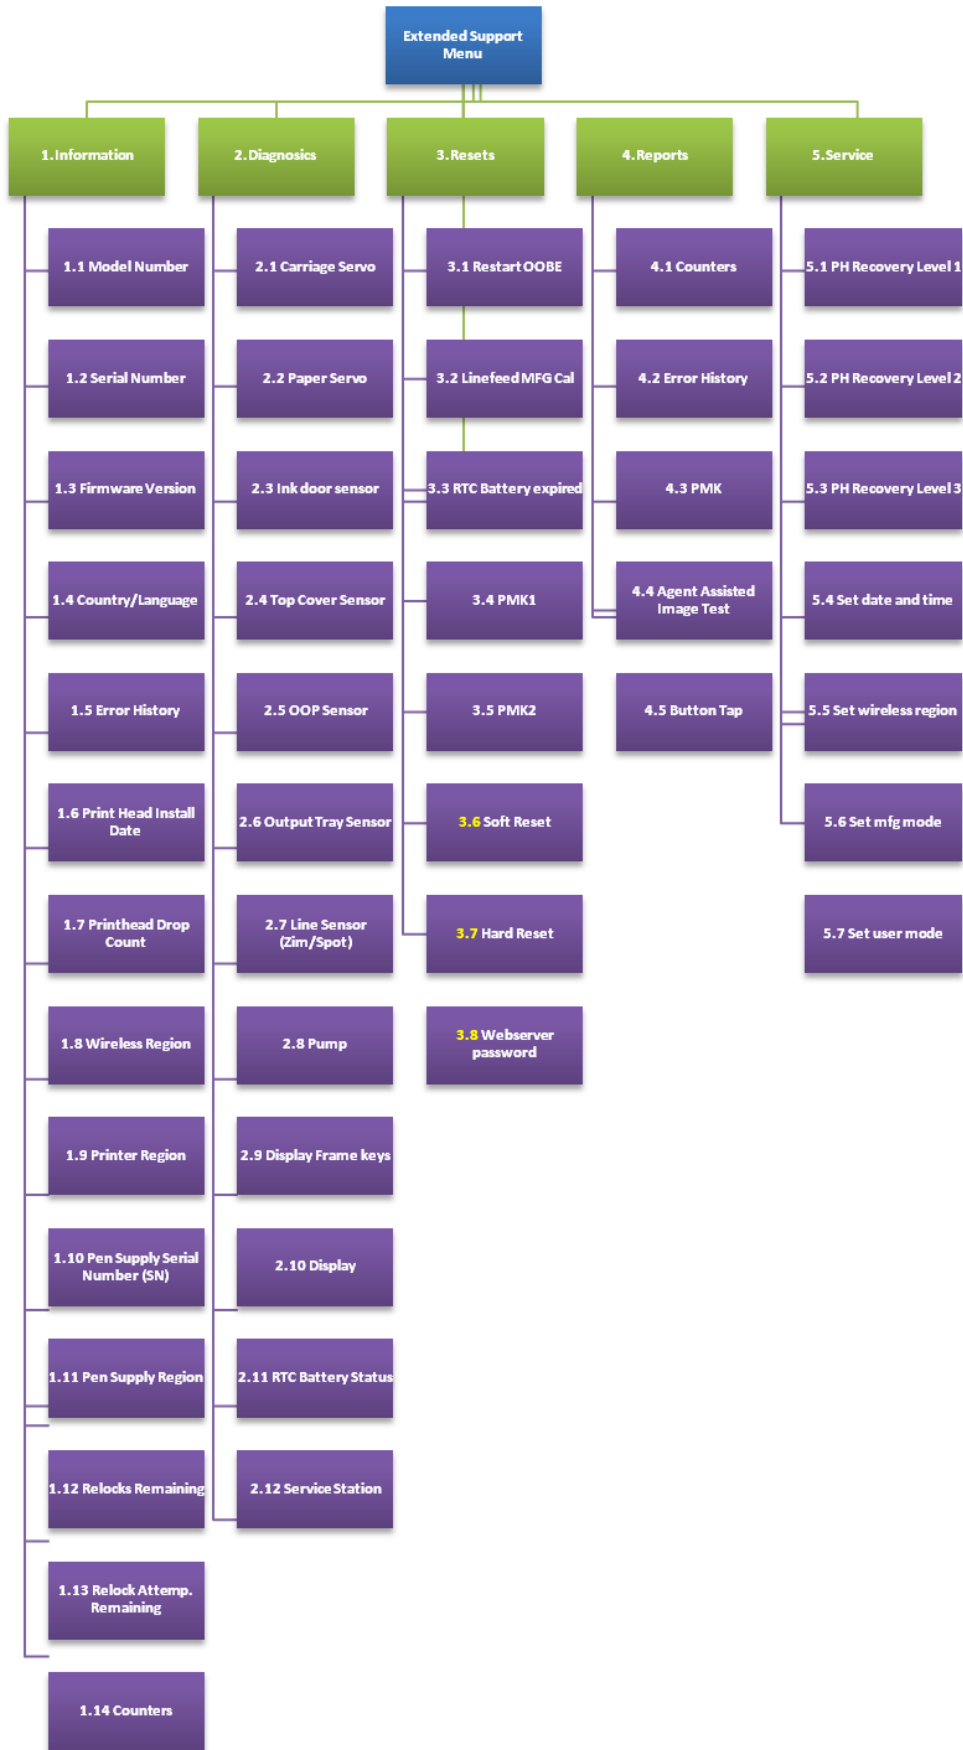 Extended Support
Menu
1.Information
2.Diagnosics
3.Resets
4.Reports
5.Service
1.1 Model Number
1.2 Serial Number
1.3 Firmware Version
1.4 Country/Language
1.5 Error History
1.6 Print Head Install
Date
1.7 Printhead Drop
Count
1.8 Wireless Region
1.9 Printer Region
1.10 Pen Supply Serial
Number (SN)
1.11 Pen Supply Region
1.12 Relocks Remaining
1.13 Relock Attemp.
Remaining
1.14 Counters
2.1 Carriage Servo
2.2 Paper Servo
2.3 Ink door sensor
2.4 Top Cover Sensor
2.5 OOP Sensor
2.6 Output Tray Sensor
2.7 Line Sensor
(Zim/Spot)
2.8 Pump
2.9 Display Frame keys
2.10 Display
2.11 RTC Battery Status
2.12 Service Station
3.1 Restart OOBE
3.2 Linefeed MFG Cal
3.3 RTC Battery expired
3.4 PMK1
3.5 PMK2
3.6 Soft Reset
3.7 Hard Reset
3.8 Webserver
password
4.1 Counters
4.2 Error History
4.3 PMK
4.4 Agent Assisted
Image Test
4.5 Button Tap
5.1 PH Recovery Level 1
5.2 PH Recovery Level 2
5.3 PH Recovery Level 3
5.4 Set date and time
5.5 Set wireless region
5.6 Set mfg mode
5.7 Set user mode